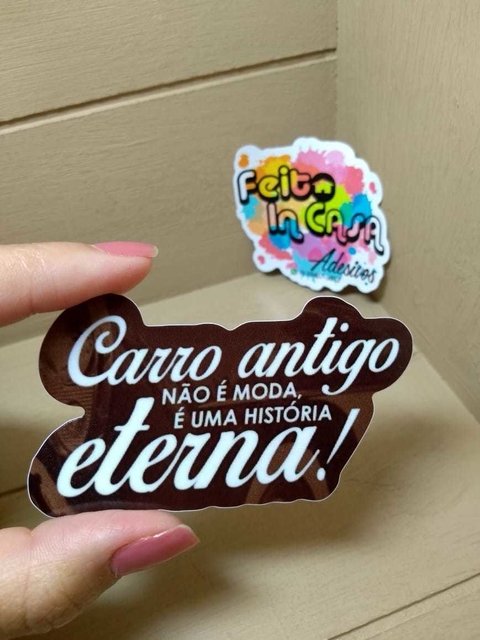 Feito
In CASA
Adesivos
Carro antigo
NÃO É MODA,
É UMA HISTÓRIA
eterna!